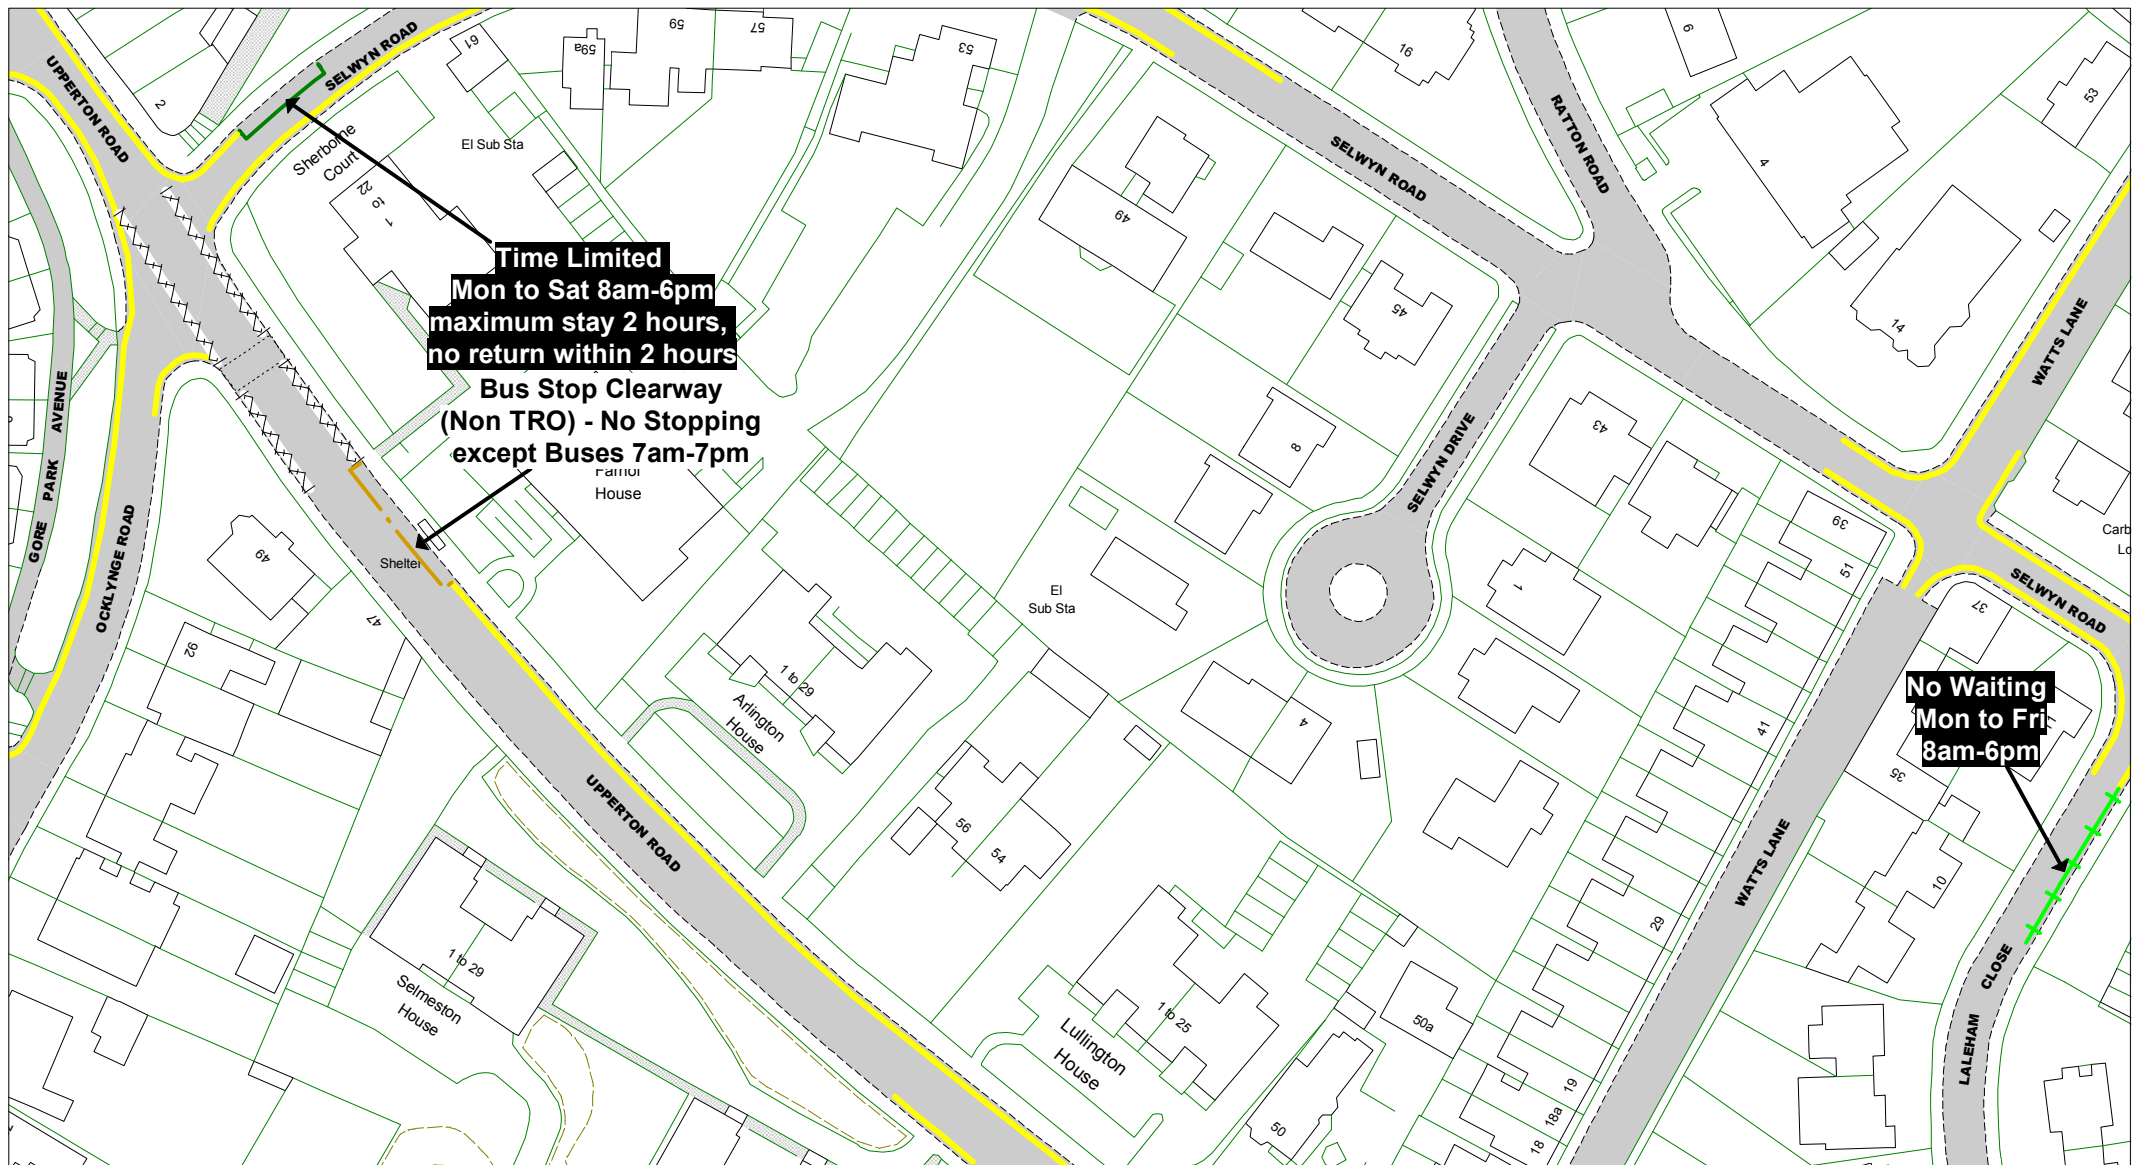 UPPERTON ROAD
2
SELWYN ROAD
61
59a
59
57
53
El Sub Sta
Sherborne
Court
22
to
1
Time Limited
Mon to Sat 8am-6pm
maximum stay 2 hours,
no return within 2 hours
Bus Stop Clearway
(Non TRO) - No Stopping
except Buses 7am-7pm
House
Shelter
GORE PARK AVENUE
OCKLYNGE ROAD
49
47
92
16
SELWYN ROAD
RATTON ROAD
6
4
53
14
WATTS LANE
49
45
8
SELWYN DRIVE
43
39
51
1
El
Sub Sta
4
41
29
19
18a
18
37
SELWYN ROAD
No Waiting
Mon to Fri
8am-6pm
35
10
WATTS LANE
LALEHAM CLOSE
1 to 29
Arlington
House
UPPERTON ROAD
56
54
1 to 29
Selmeston
House
1 to 25
Lullington
House
50a
50